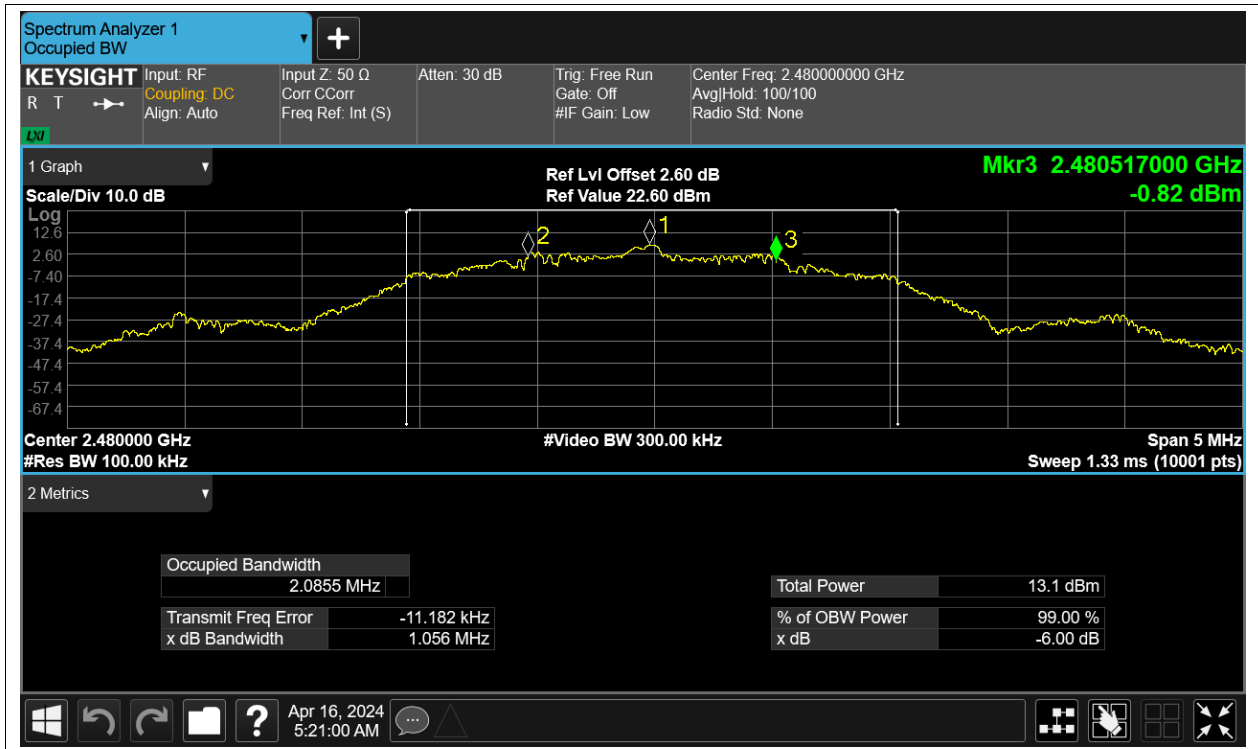 Spectrum Analyzer 1
Occupied BW
+
KEYSIGHT
R T
LXI
Input: RF
Coupling: DC
Align: Auto
Input Z: 50 Ω
Corr CCorr
Freq Ref: Int (S)
Atten: 30 dB
Trig: Free Run
Gate: Off
#IF Gain: Low
Center Freq: 2.480000000 GHz
Avg|Hold: 100/100
Radio Std: None
1 Graph
Scale/Div 10.0 dB
Ref Lvl Offset 2.60 dB
Ref Value 22.60 dBm
Mkr3 2.480517000 GHz
-0.82 dBm
Log
12.6
2.60
-7.40
-17.4
-27.4
-37.4
-47.4
-57.4
-67.4
2
1
3
Center 2.480000 GHz
#Video BW 300.00 kHz
Span 5 MHz
#Res BW 100.00 kHz
Sweep 1.33 ms (10001 pts)
2 Metrics
Occupied Bandwidth
2.0855 MHz
Total Power 13.1 dBm
Transmit Freq Error -11.182 kHz
% of OBW Power 99.00 %
x dB Bandwidth 1.056 MHz
x dB -6.00 dB
?
Apr 16, 2024
5:21:00 AM